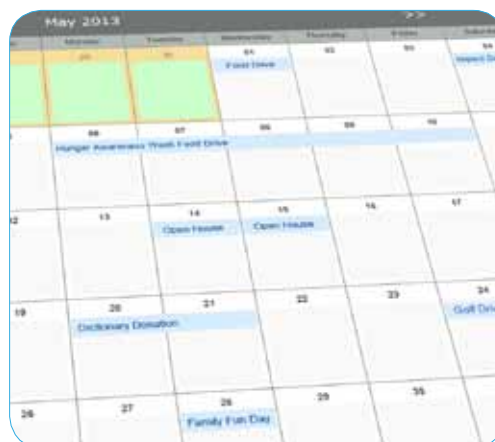 May 2013 >>
Monday Tuesday Wednesday Thursday Friday
01 02 03 04
Food Drive
06 07 08 09 10
Hunger Awareness Week Food Drive
12 13 14 15 16 17
Open House Open House
19 20 21 22 23 24
Dictionary Donation
Golf
26 27 28 29
Family Fun Day